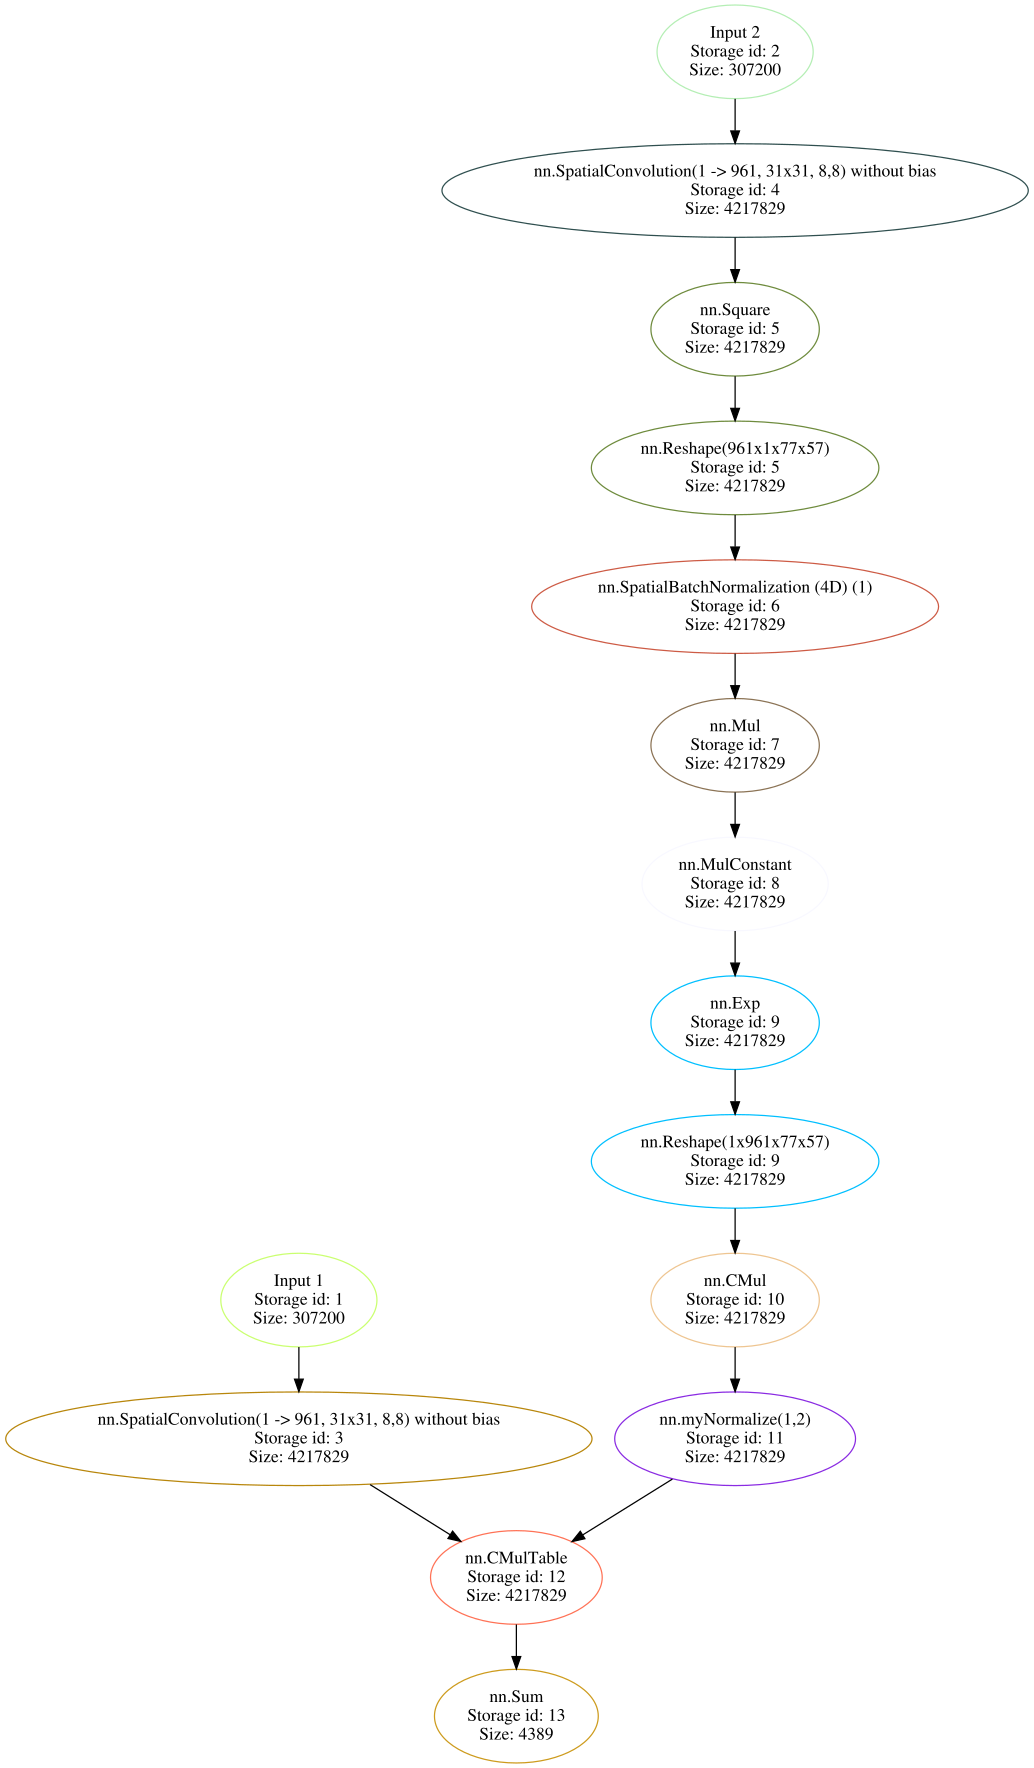 Input 2
Storage id: 2
Size: 307200
nn.SpatialConvolution(1 -> 961, 31x31, 8,8) without bias
Storage id: 4
Size: 4217829
nn.Square
Storage id: 5
Size: 4217829
nn.Reshape(961x1x77x57)
Storage id: 5
Size: 4217829
nn.SpatialBatchNormalization (4D) (1)
Storage id: 6
Size: 4217829
nn.Mul
Storage id: 7
Size: 4217829
nn.MulConstant
Storage id: 8
Size: 4217829
nn.Exp
Storage id: 9
Size: 4217829
nn.Reshape(1x961x77x57)
Storage id: 9
Size: 4217829
Input 1
Storage id: 1
Size: 307200
nn.CMul
Storage id: 10
Size: 4217829
nn.SpatialConvolution(1 -> 961, 31x31, 8,8) without bias
Storage id: 3
Size: 4217829
nn.myNormalize(1,2)
Storage id: 11
Size: 4217829
nn.CMulTable
Storage id: 12
Size: 4217829
nn.Sum
Storage id: 13
Size: 4389